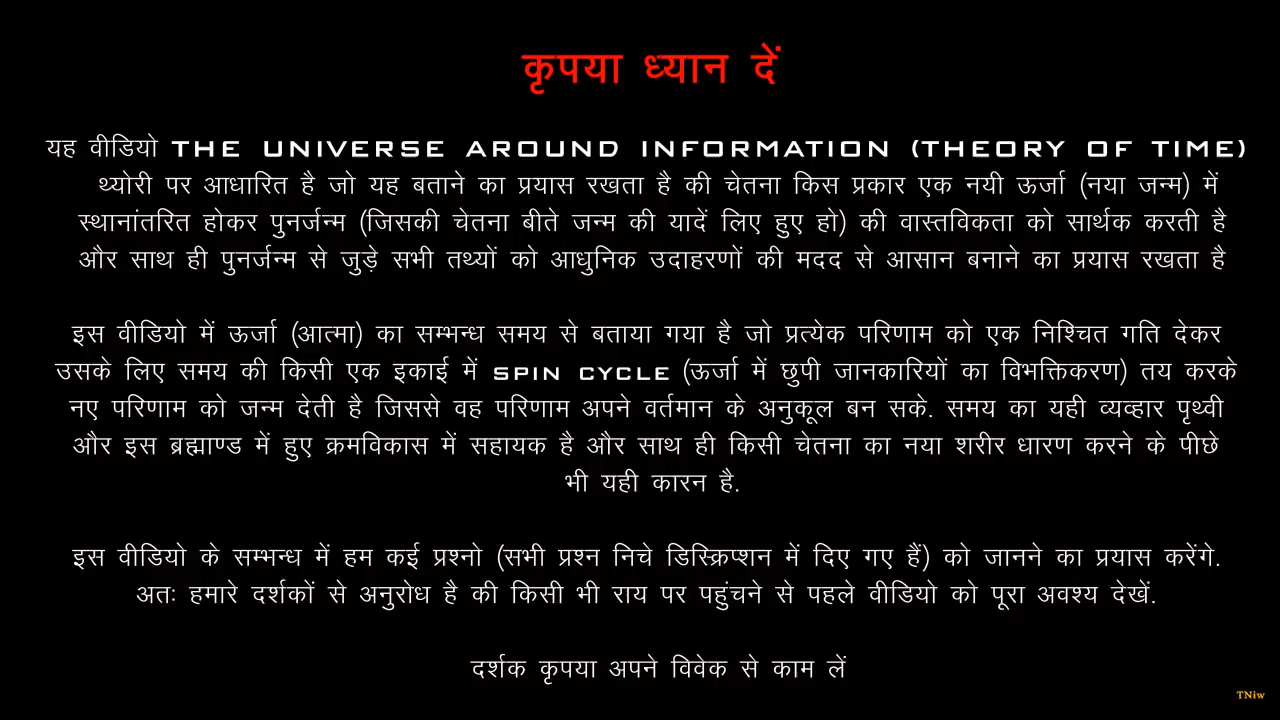 कृपया ध्यान दें
यह वीडियो THE UNIVERSE AROUND INFORMATION (THEORY OF TIME)
थ्योरी पर आधारित है जो यह बताने का प्रयास रखता है की चेतना किस प्रकार एक नयी ऊर्जा (नया जन्म) में
स्थानांतरित होकर पुनर्जन्म (जिसकी चेतना बीते जन्म की यादें लिए हुए हो) की वास्तविकता को सार्थक करती है
और साथ ही पुनर्जन्म से जुड़े सभी तथ्यों को आधुनिक उदाहरणों की मदद से आसान बनाने का प्रयास रखता है
इस वीडियो में ऊर्जा (आत्मा) का सम्भन्ध समय से बताया गया है जो प्रत्येक परिणाम को एक निश्चित गति देकर
उसके लिए समय की किसी एक इकाई में SPIN CYCLE (ऊर्जा में छुपी जानकारियों का विभक्तिकरण) तय करके
नए परिणाम को जन्म देती है जिससे वह परिणाम अपने वर्तमान के अनुकूल बन सके. समय का यही व्यव्हार पृथ्वी
और इस ब्रह्माण्ड में हुए क्रमविकास में सहायक है और साथ ही किसी चेतना का नया शरीर धारण करने के पीछे
भी यही कारन है.
इस वीडियो के सम्भन्ध में हम कई प्रश्नो (सभी प्रश्न निचे डिस्क्रिप्शन में दिए गए हैं) को जानने का प्रयास करेंगे.
अतः हमारे दर्शकों से अनुरोध है की किसी भी राय पर पहुंचने से पहले वीडियो को पूरा अवश्य देखें.
दर्शक कृपया अपने विवेक से काम लें
TNiw